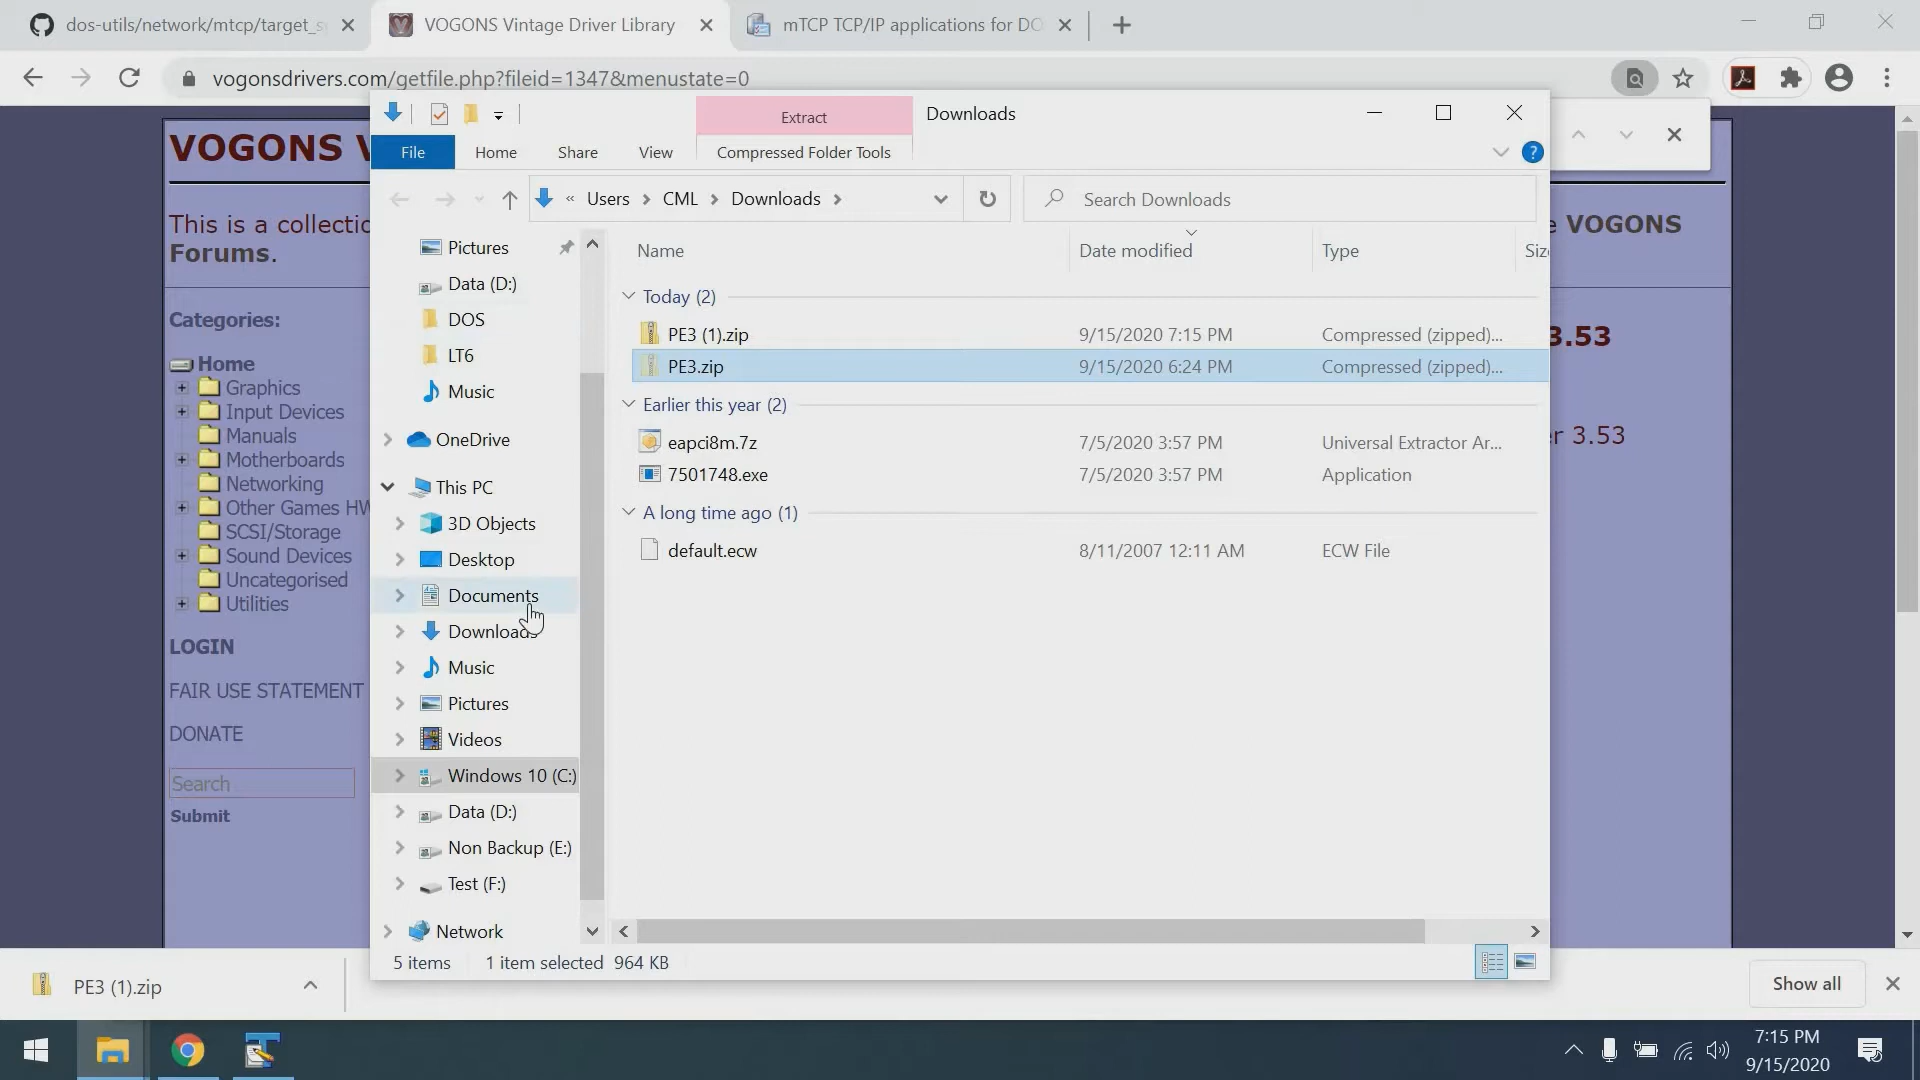 dos-utils/network/mtcp/target_s
VOGONS Vintage Driver Library
mTCP TCP/IP applications for DO
vogonsdrivers.com/getfile.php?fileid=1347&menustate=0
VOGONS V
This is a collectio
Forums.
Categories:
Home
Graphics
Input Devices
Manuals
Motherboards
Networking
Other Games HW
SCSI/Storage
Sound Devices
Uncategorised
Utilities
LOGIN
FAIR USE STATEMENT
DONATE
Search
Submit
Extract
Downloads
File
Home
Share
View
Compressed Folder Tools
?
« Users > CML > Downloads >
Search Downloads
Pictures
Data (D:)
DOS
LT6
Music
OneDrive
This PC
3D Objects
Desktop
Documents
Downloads
Music
Pictures
Videos
Windows 10 (C:)
Data (D:)
Non Backup (E:)
Test (F:)
Network
Name Date modified Type Siz
Today (2)
PE3 (1).zip 9/15/2020 7:15 PM Compressed (zipped)...
PE3.zip 9/15/2020 6:24 PM Compressed (zipped)...
Earlier this year (2)
eapci8m.7z 7/5/2020 3:57 PM Universal Extractor Ar...
7501748.exe 7/5/2020 3:57 PM Application
A long time ago (1)
default.ecw 8/11/2007 12:11 AM ECW File
5 items 1 item selected 964 KB
e VOGONS
3.53
r 3.53
PE3 (1).zip
Show all
7:15 PM
9/15/2020